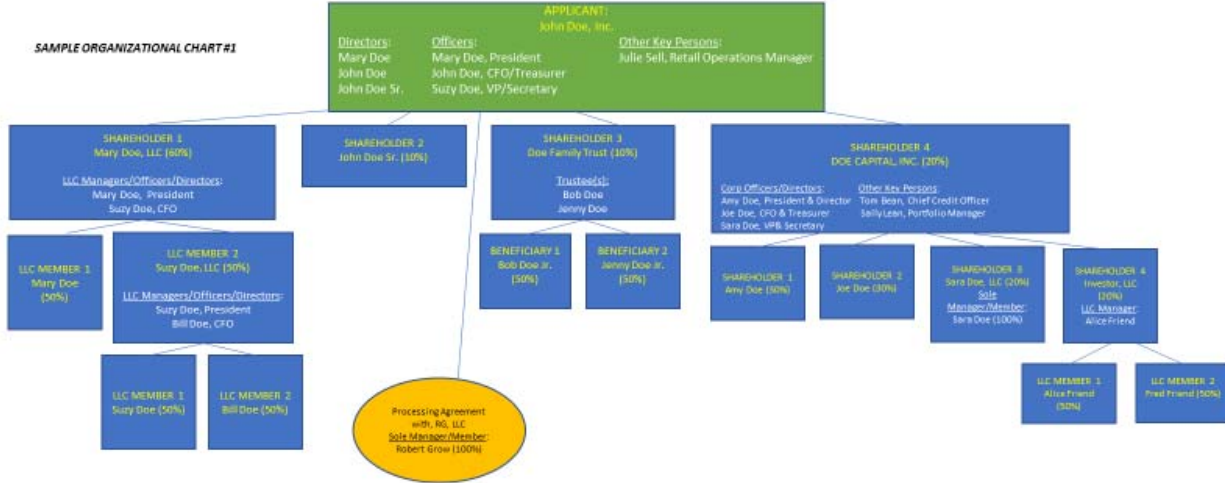 SAMPLE ORGANIZATIONAL CHART #1
APPLICANT:
John Doe, Inc.
Directors:
Mary Doe
John Doe
John Doe Sr.
Officers:
Mary Doe, President
John Doe, CFO/Treasurer
Suzy Doe, VP/Secretary
Other Key Persons:
Julie Sell, Retail Operations Manager
SHAREHOLDER 1
Mary Doe, LLC (60%)
LLC Managers/Officers/Directors:
Mary Doe, President
Suzy Doe, CFO
SHAREHOLDER 2
John Doe Sr. (10%)
SHAREHOLDER 3
Doe Family Trust (10%)
Trustee(s):
Bob Doe
Jenny Doe
SHAREHOLDER 4
DOE CAPITAL, INC. (20%)
Corp Officers/Directors:
Amy Doe, President & Director
Joe Doe, CFO & Treasurer
Sara Doe, VP& Secretary
Other Key Persons:
Tom Bean, Chief Credit Officer
Sally Lean, Portfolio Manager
LLC MEMBER 1
Mary Doe
(50%)
LLC MEMBER 2
Suzy Doe, LLC (50%)
LLC Managers/Officers/Directors:
Suzy Doe, President
Bill Doe, CFO
BENEFICIARY 1
Bob Doe Jr.
(50%)
BENEFICIARY 2
Jenny Doe Jr.
(50%)
SHAREHOLDER 1
Amy Doe
SHAREHOLDER 2
Joe Doe
SHAREHOLDER 3
Sara Doe, LLC (20%)
Sole
Manager/Member:
Sara Doe (100%)
SHAREHOLDER 4
Investor, LLC
(20%)
LLC Manager:
Alice Friend
LLC MEMBER 1
Suzy Doe (50%)
LLC MEMBER 2
Bill Doe (50%)
Processing Agreement
with, RG, LLC
Sole Manager/Member:
Robert Grow (100%)
LLC MEMBER 1
Alice Friend
(50%)
LLC MEMBER 2
Fred Friend (50%)